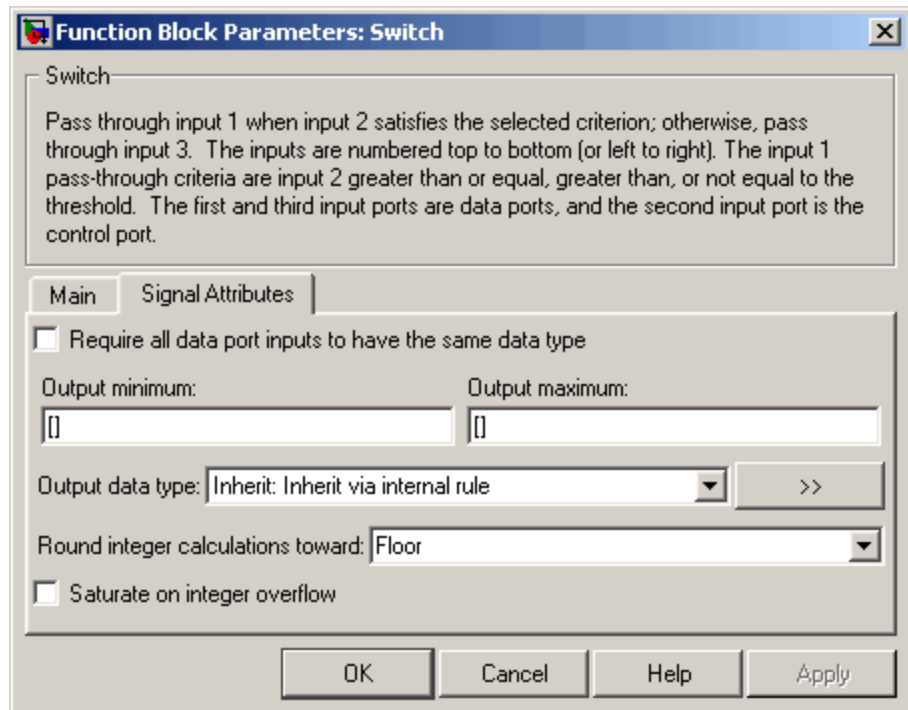 Function Block Parameters: Switch
Switch
Pass through input 1 when input 2 satisfies the selected criterion; otherwise, pass
through input 3.  The inputs are numbered top to bottom (or left to right). The input 1
pass-through criteria are input 2 greater than or equal, greater than, or not equal to the
threshold.  The first and third input ports are data ports, and the second input port is the
control port.
Main Signal Attributes
Require all data port inputs to have the same data type
Output minimum: Output maximum:
[] []
Output data type: Inherit: Inherit via internal rule >>
Round integer calculations toward: Floor
Saturate on integer overflow
OK Cancel Help Apply